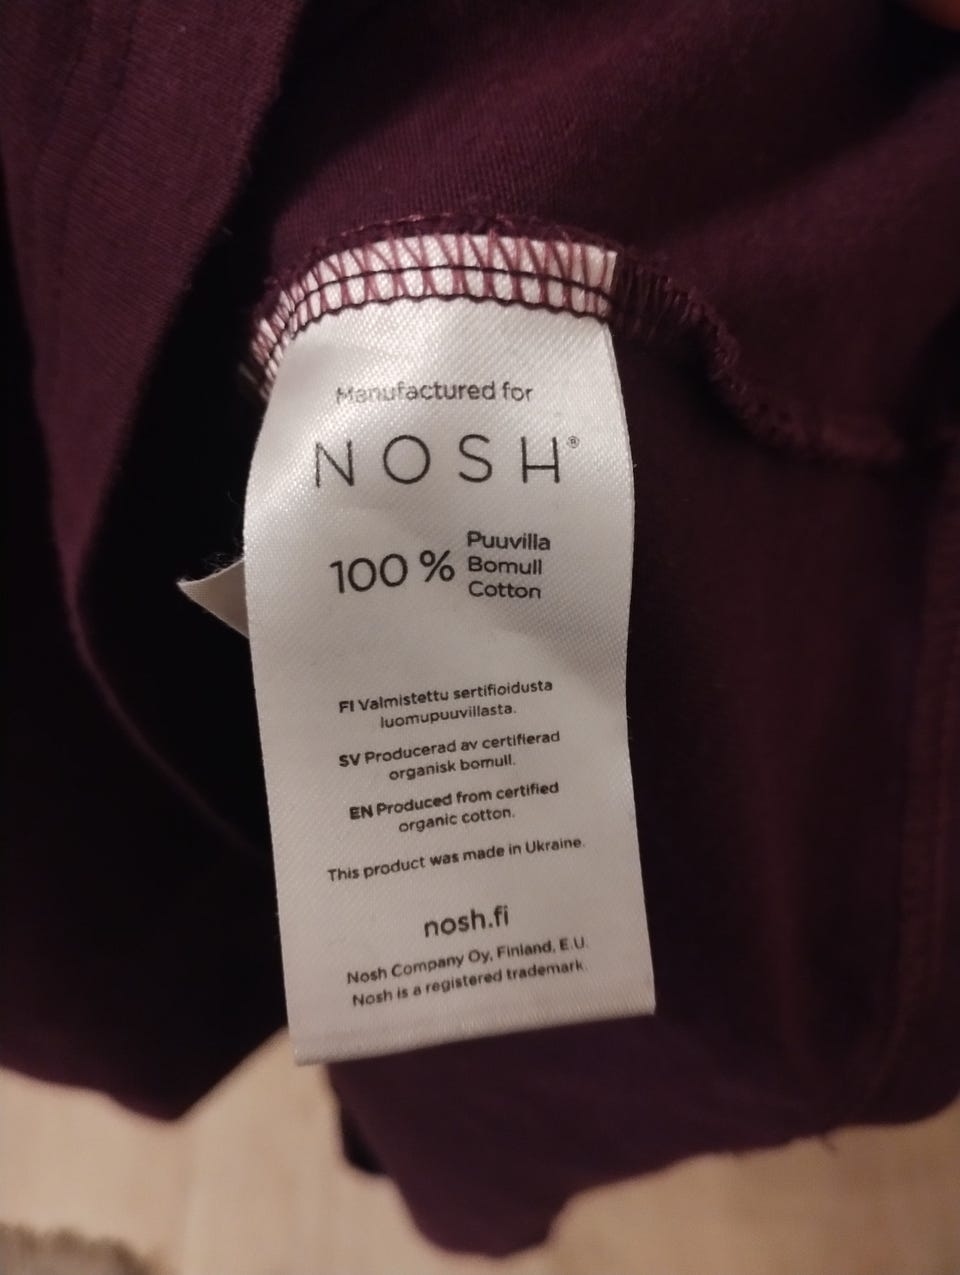 Manufactured for
NOSH®
100 % Puuvilla
Bomull
Cotton
FI Valmistettu sertifioidusta
luomupuuvillasta.
SV Producerad av certifierad
organisk bomull.
EN Produced from certified
organic cotton.
This product was made in Ukraine.
nosh.fi
Nosh Company Oy, Finland, E.U.
Nosh is a registered trademark.